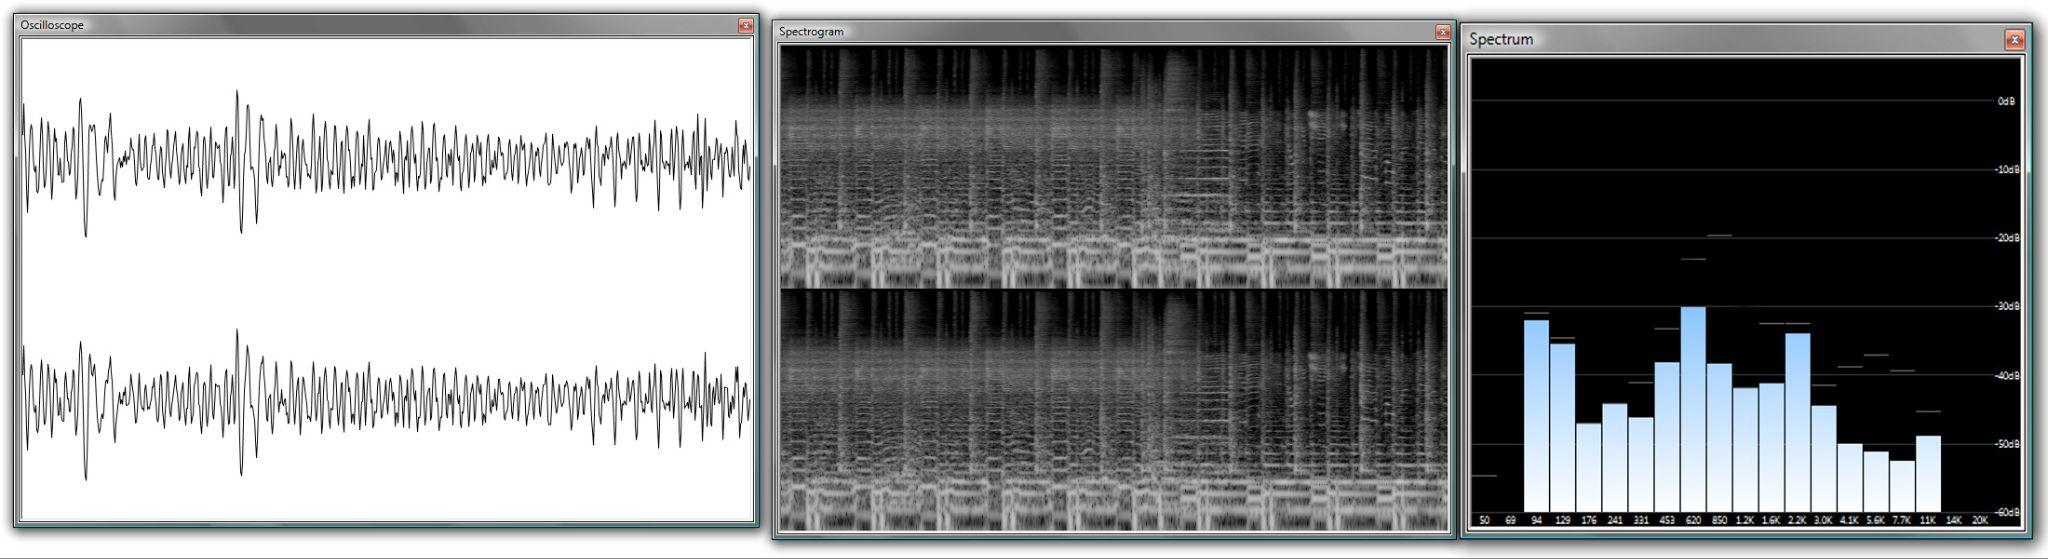 Oscilloscope
Spectrogram
Spectrum
0dB
-10dB
-20dB
-30dB
-40dB
-50dB
-60dB
50 69 94 129 176 241 331 453 620 850 1.2K 1.6K 2.2K 3.0K 4.1K 5.6K 7.7K 11K 14K 20K